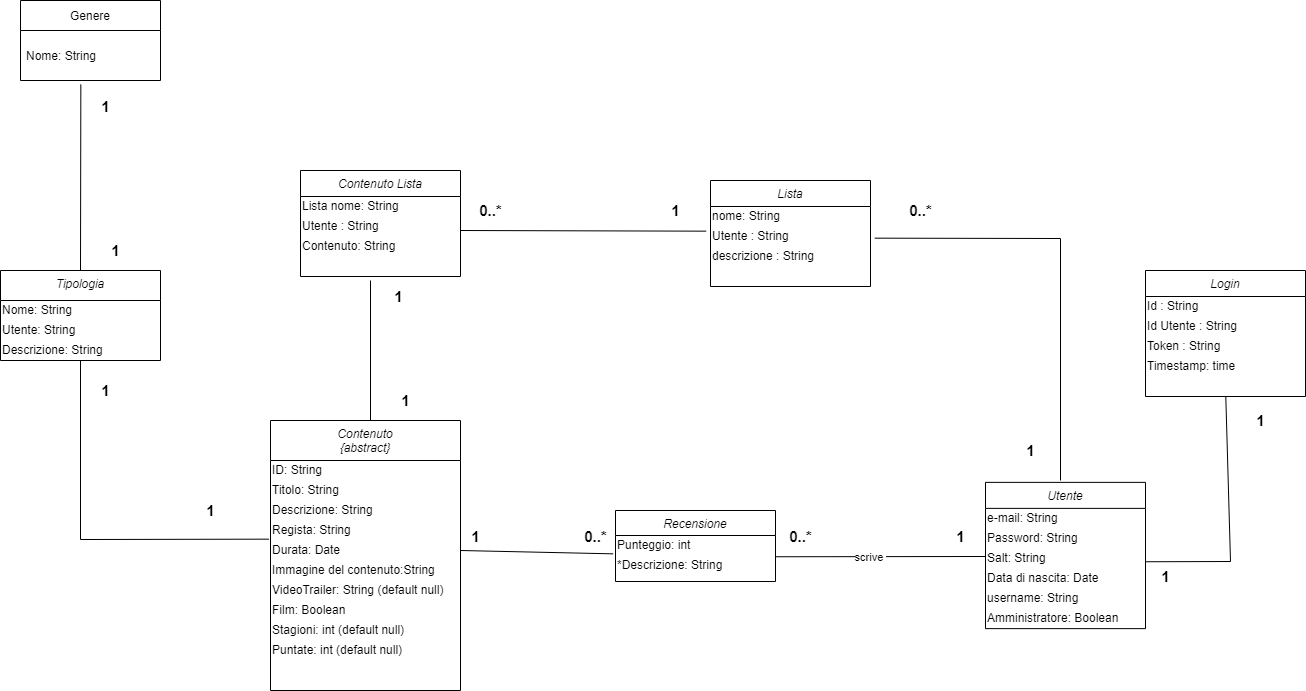 Genere
Nome: String
1
1
Tipologia
Nome: String
Utente: String
Descrizione: String
1
1
Contenuto Lista
Lista nome: String
Utente : String
Contenuto: String
0..*
1
1
1
Lista
nome: String
Utente : String
descrizione : String
0..*
1
Login
Id : String
Id Utente : String
Token : String
Timestamp: time
1
1
Contenuto
{abstract}
ID: String
Titolo: String
Descrizione: String
Regista: String
Durata: Date
Immagine del contenuto:String
VideoTrailer: String (default null)
Film: Boolean
Stagioni: int (default null)
Puntate: int (default null)
1
0..*
Recensione
Punteggio: int
*Descrizione: String
0..*
scrive
1
Utente
e-mail: String
Password: String
Salt: String
Data di nascita: Date
username: String
Amministratore: Boolean